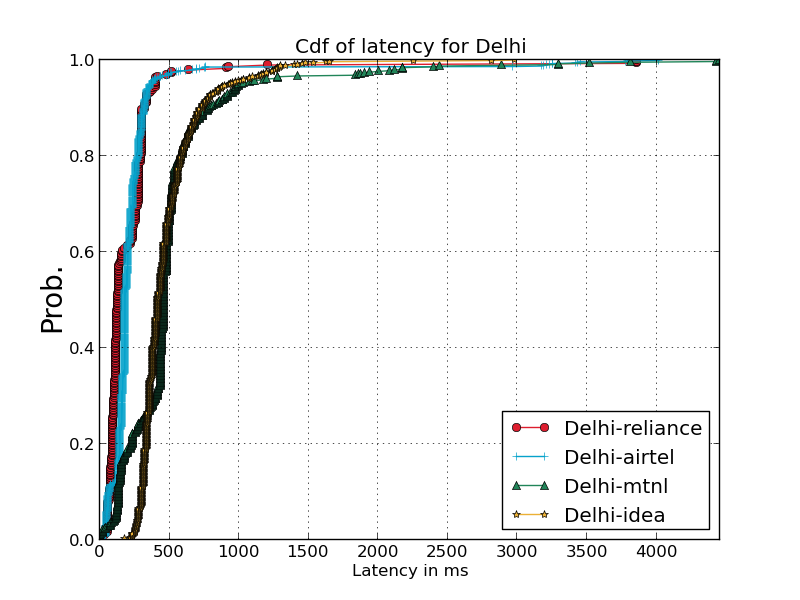 Cdf of latency for Delhi
1.0
0.8
0.6
0.4
0.2
0.0
Prob.
Delhi-reliance
Delhi-airtel
Delhi-mtnl
Delhi-idea
0 500 1000 1500 2000 2500 3000 3500 4000
Latency in ms